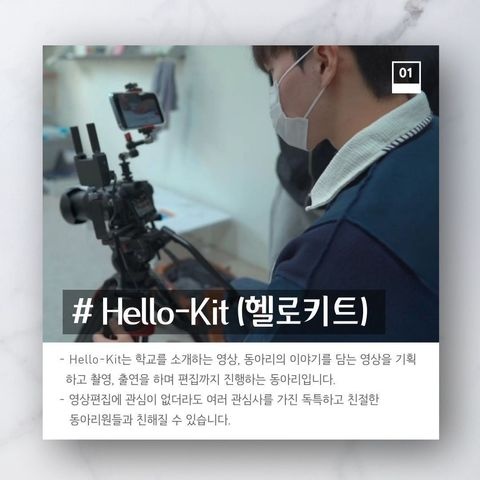 01
# Hello-Kit (헬로키트)
- Hello-Kit는 학교를 소개하는 영상, 동아리의 이야기를 담는 영상을 기획
하고 촬영, 출연을 하며 편집까지 진행하는 동아리입니다.
- 영상편집에 관심이 없더라도 여러 관심사를 가진 독특하고 친절한
동아리원들과 친해질 수 있습니다.